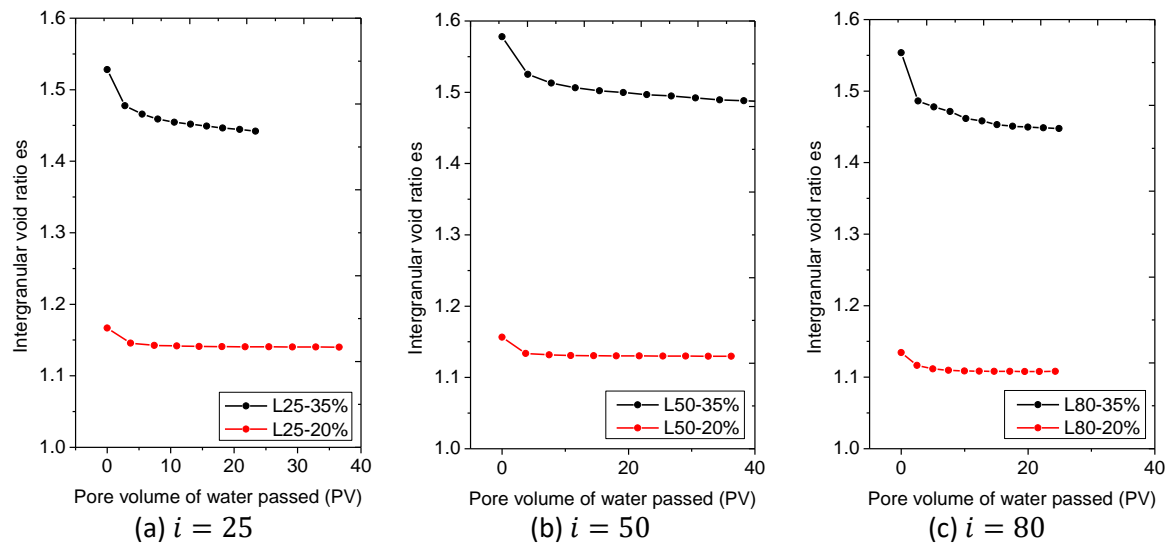 1.6
1.5
1.4
1.3
1.2
1.1
1.0
Intergranular void ratio es
L25-35%
L25-20%
0 10 20 30 40
Pore volume of water passed (PV)
(a) i = 25
1.6
1.5
1.4
1.3
1.2
1.1
1.0
Intergranular void ratio es
L50-35%
L50-20%
0 20 40
Pore volume of water passed (PV)
(b) i = 50
1.6
1.5
1.4
1.3
1.2
1.1
1.0
Intergranular void ratio es
L80-35%
L80-20%
0 20 40
Pore volume of water passed (PV)
(c) i = 80